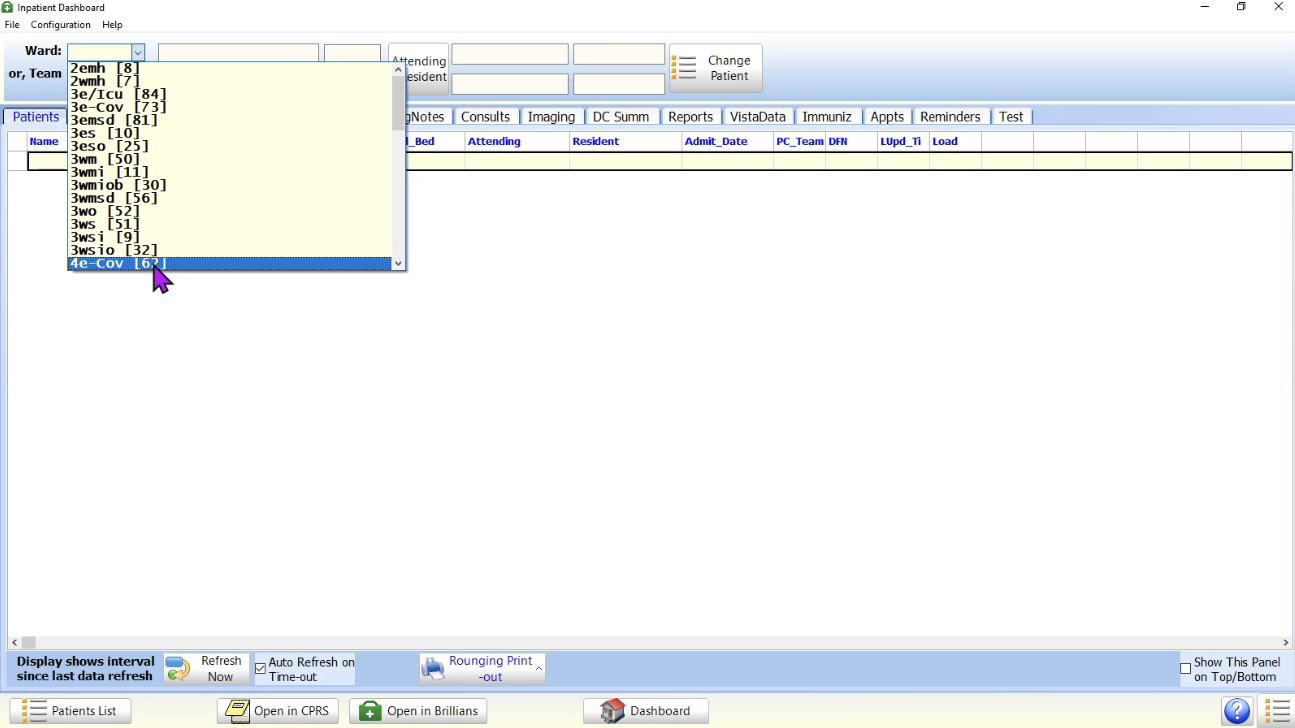 Inpatient Dashboard
File Configuration Help
Ward:
or, Team
Attending
esident
Change
Patient
2emh [8]
2wmh [7]
3e/Icu [84]
3e-Cov [73]
3emsd [81]
3es [10]
3eso [25]
3wm [50]
3wmi [11]
3wmiob [30]
3wmsd [56]
3wo [52]
3ws [51]
3wsi [9]
3wsio [32]
4e-Cov [62]
Patients gNotes Consults Imaging DC Summ Reports VistaData Immuniz Appts Reminders Test
Name l_Bed Attending Resident Admit_Date PC_Team DFN LUpd_Ti Load
Display shows interval
since last data refresh
Refresh
Now
Auto Refresh on
Time-out
Rounging Print
-out
Show This Panel
on Top/Bottom
Patients List Open in CPRS Open in Brillians Dashboard ?